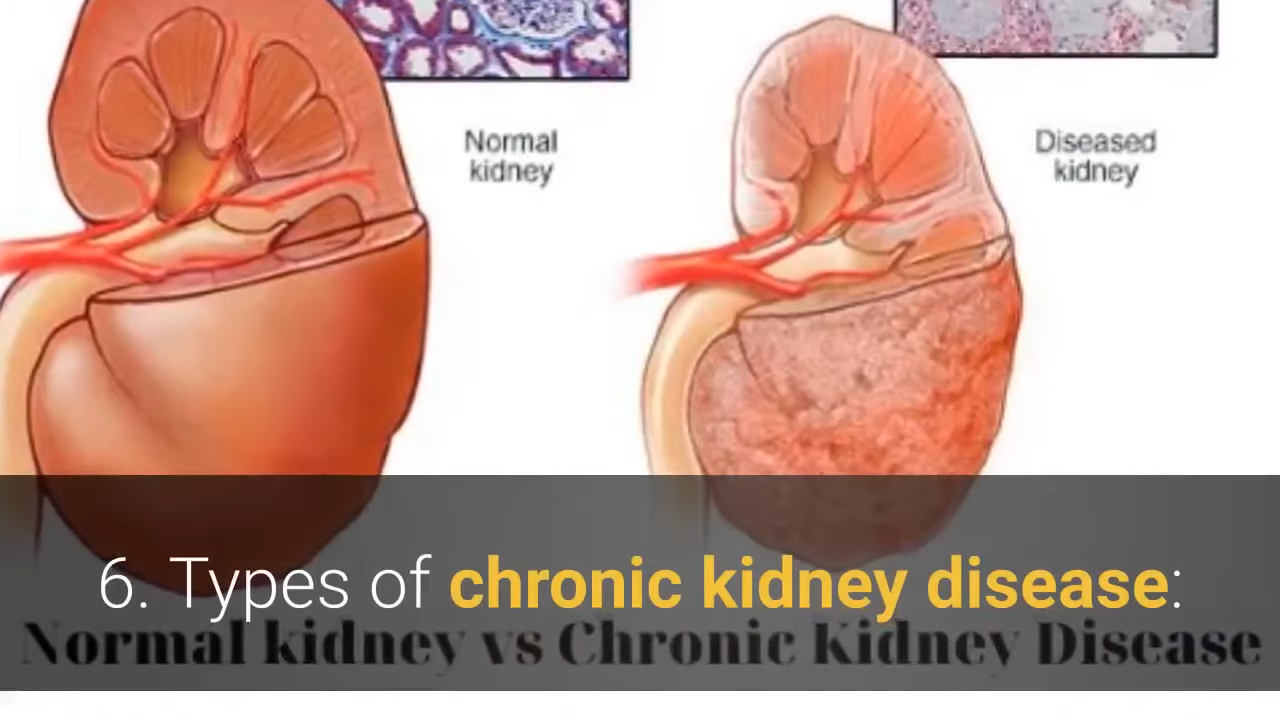 Normal
kidney
Diseased
kidney
6. Types of chronic kidney disease:
Normal kidney vs Chronic Kidney Disease